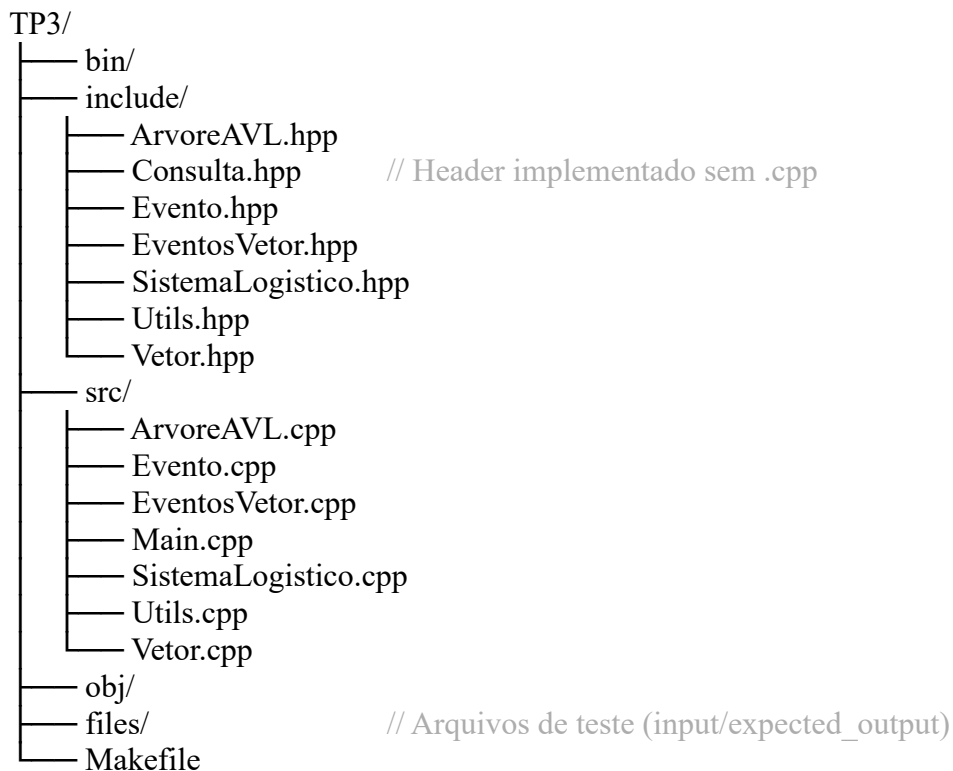 TP3/
bin/
include/
ArvoreAVL.hpp
Consulta.hpp // Header implementado sem .cpp
Evento.hpp
EventosVetor.hpp
SistemaLogistico.hpp
Utils.hpp
Vetor.hpp
src/
ArvoreAVL.cpp
Evento.cpp
EventosVetor.cpp
Main.cpp
SistemaLogistico.cpp
Utils.cpp
Vetor.cpp
obj/
files/ // Arquivos de teste (input/expected_output)
Makefile